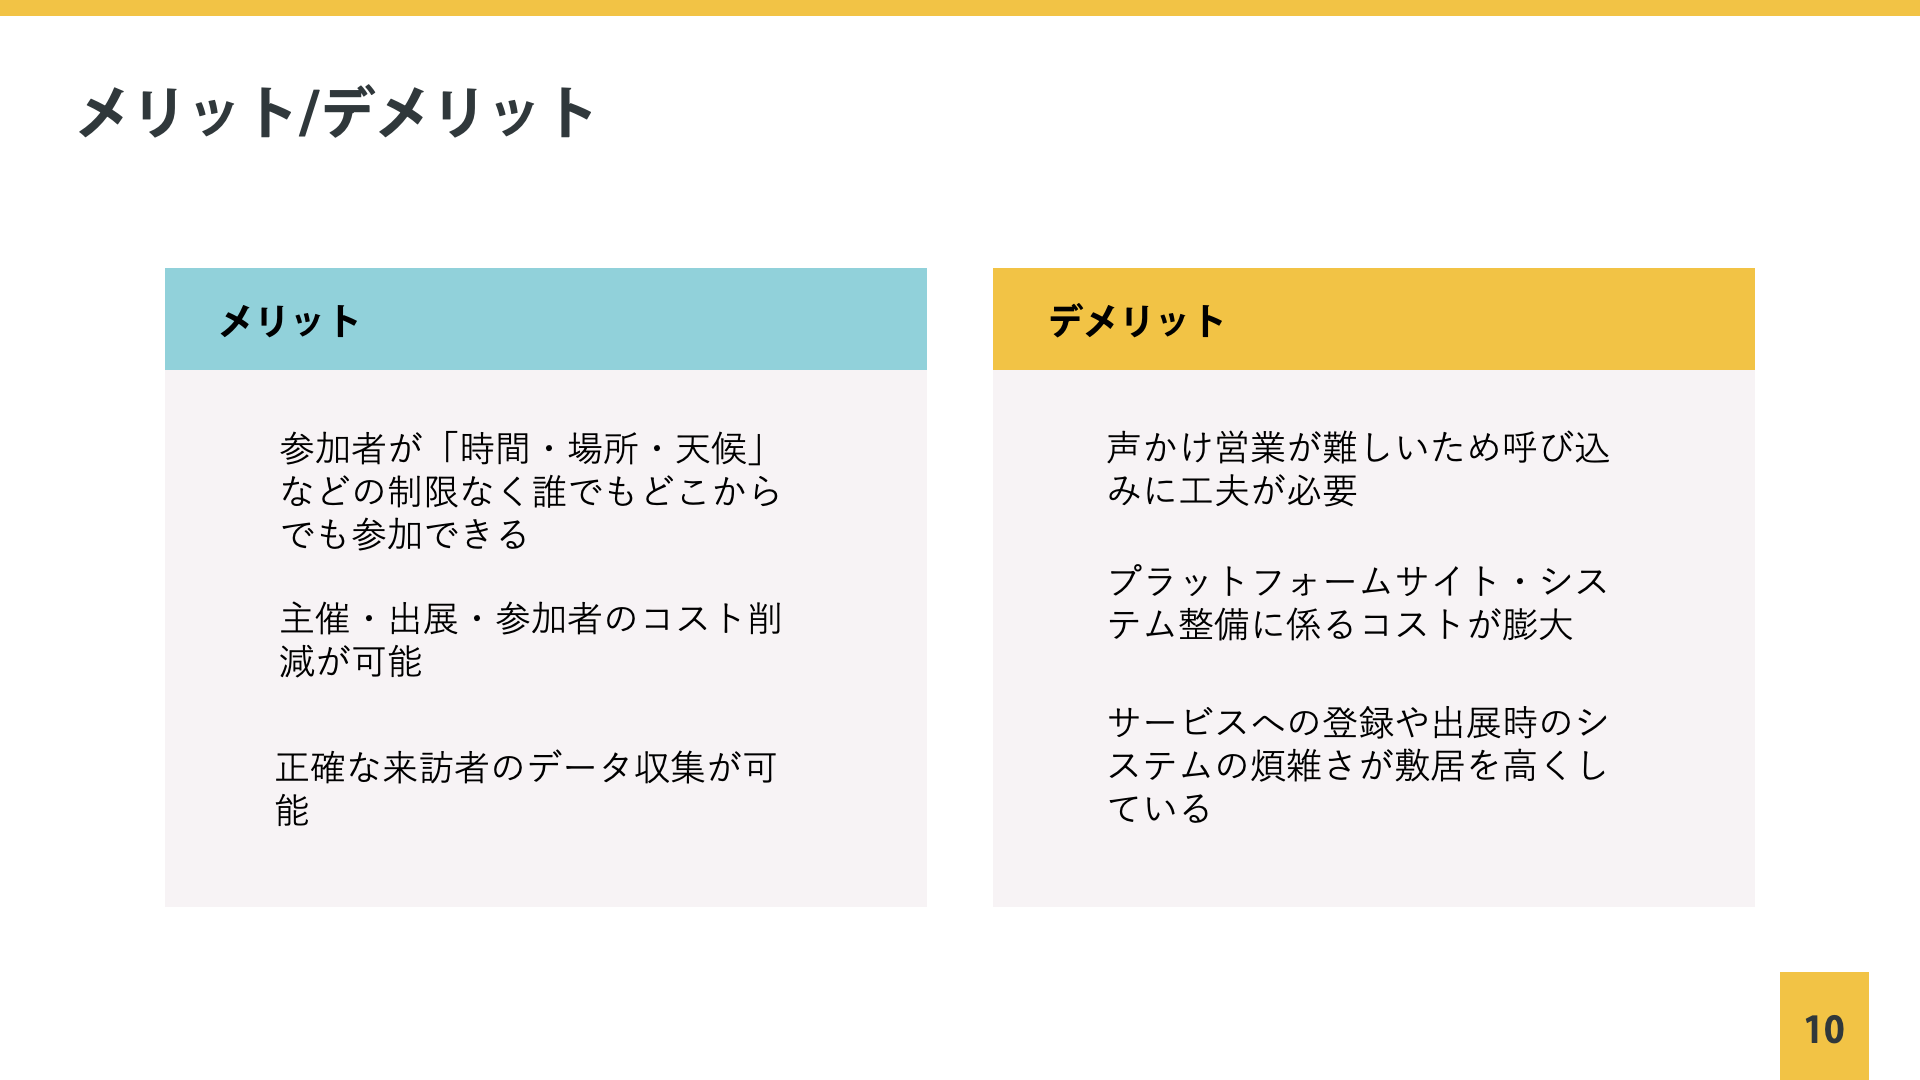 メリット/デメリット
メリット
参加者が「時間・場所・天候」
などの制限なく誰でもどこから
でも参加できる
主催・出展・参加者のコスト削
減が可能
正確な来訪者のデータ収集が可
能
デメリット
声かけ営業が難しいため呼び込
みに工夫が必要
プラットフォームサイト・シス
テム整備に係るコストが膨大
サービスへの登録や出展時のシ
ステムの煩雑さが敷居を高くし
ている
10